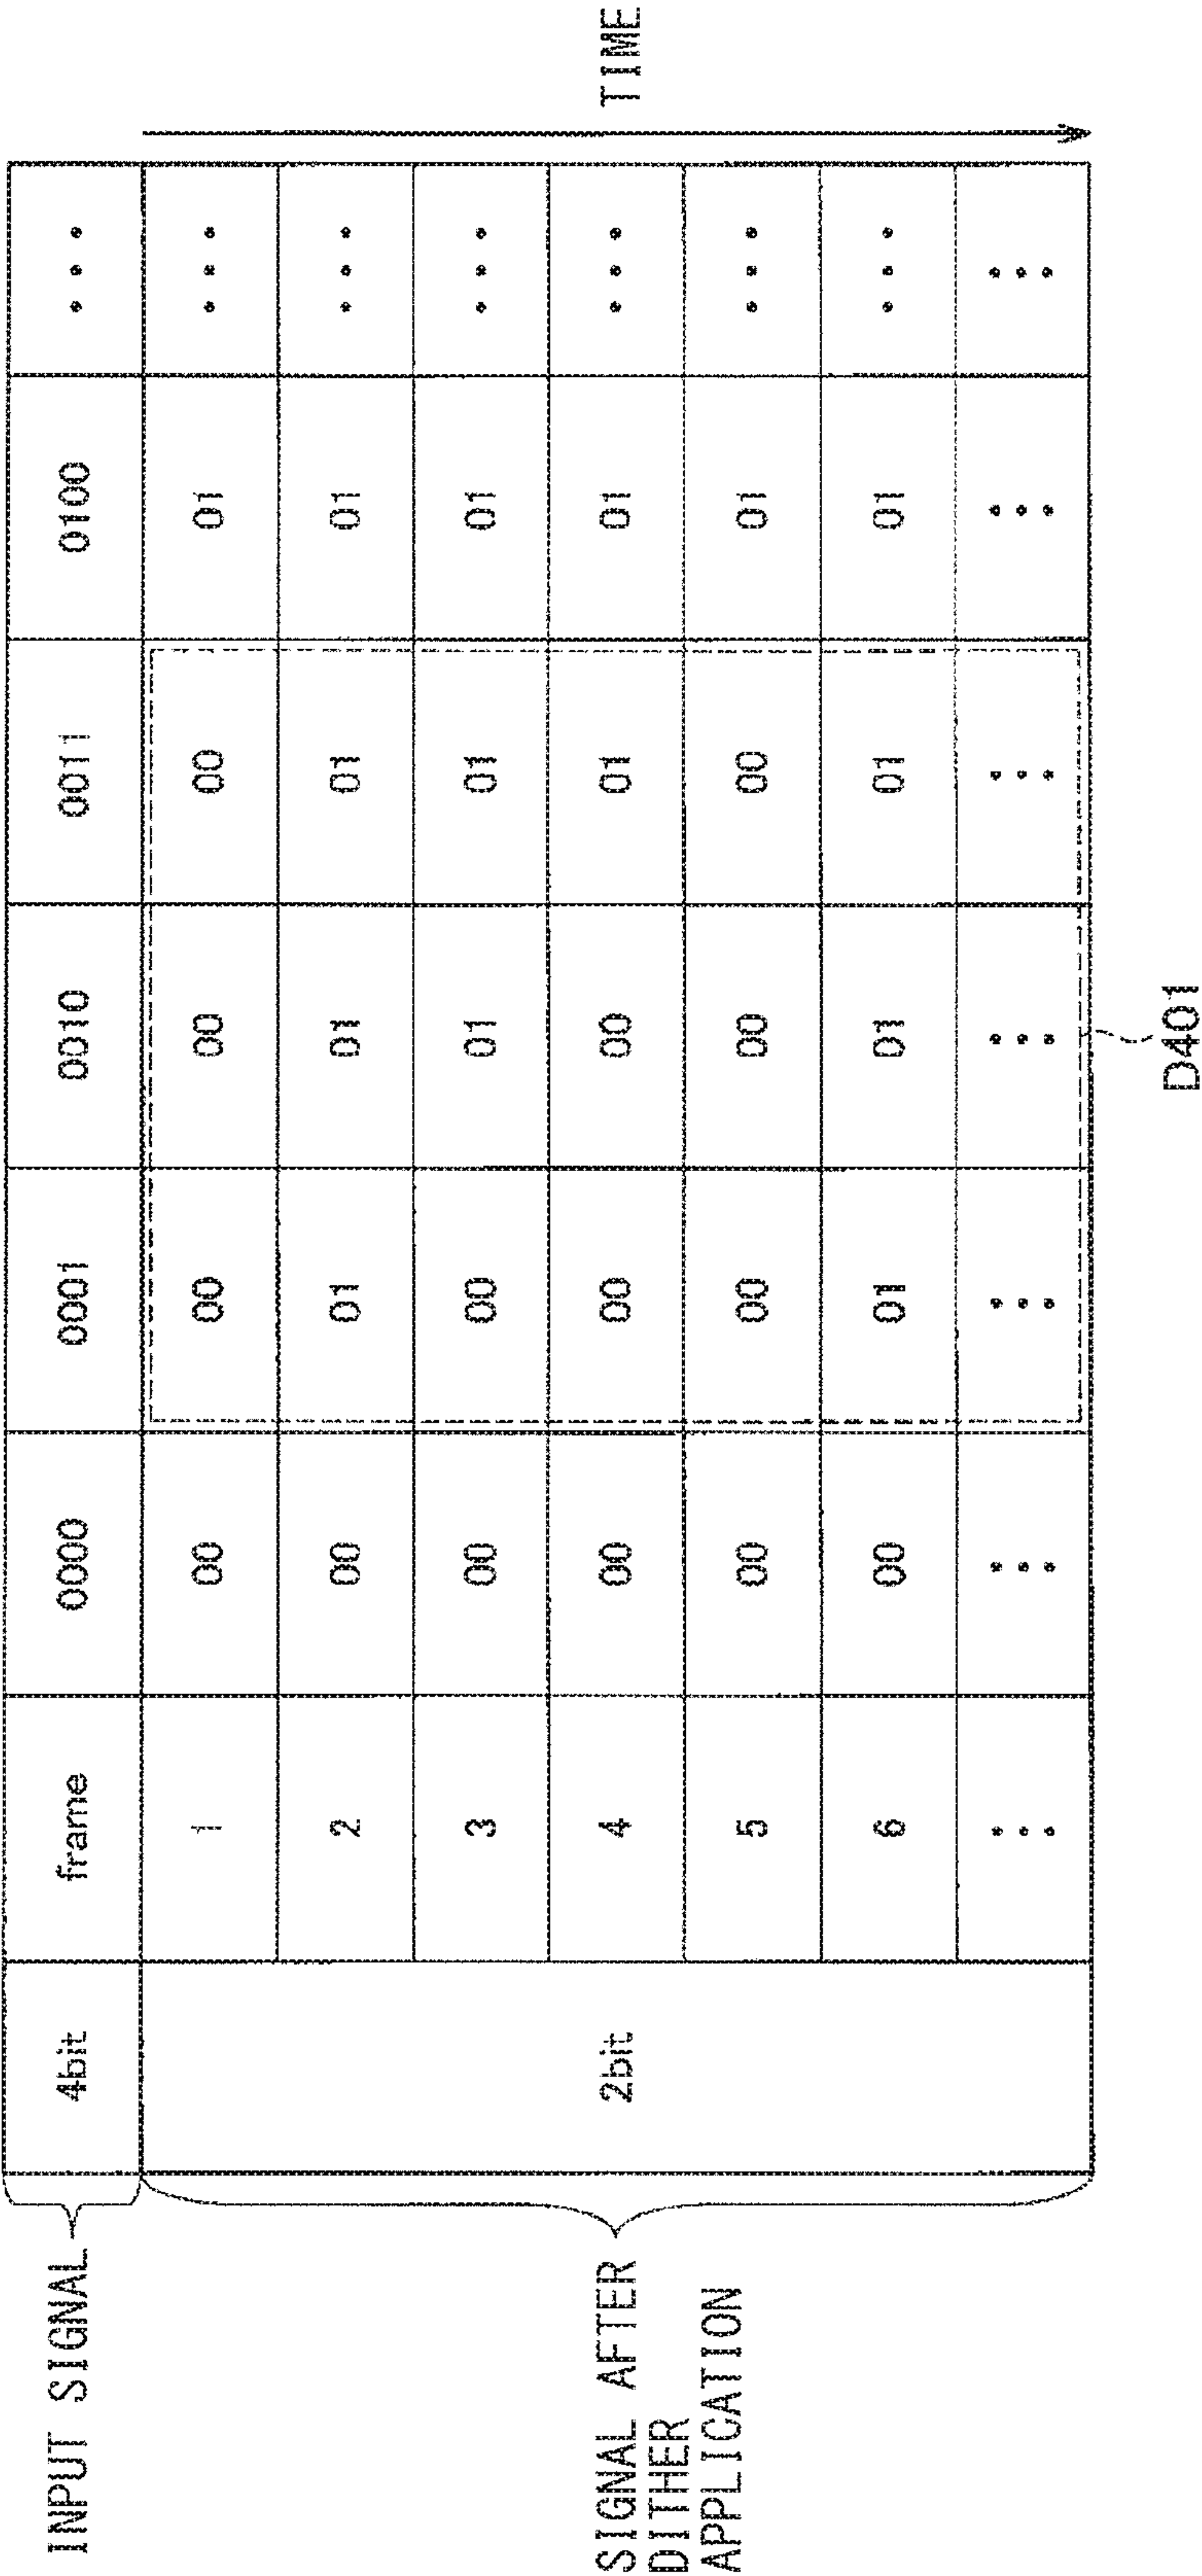 INPUT SIGNAL 4bit frame 0000 0001 0010 0011 0100 • • •
SIGNAL AFTER
DITHER
APPLICATION
2bit
1 00 00 00 00 01 • • •
2 00 01 01 01 01 • • •
3 00 00 01 01 01 • • •
4 00 00 00 01 01 • • •
5 00 00 00 00 01 • • •
6 00 01 01 01 01 • • •
• • •
TIME
D401